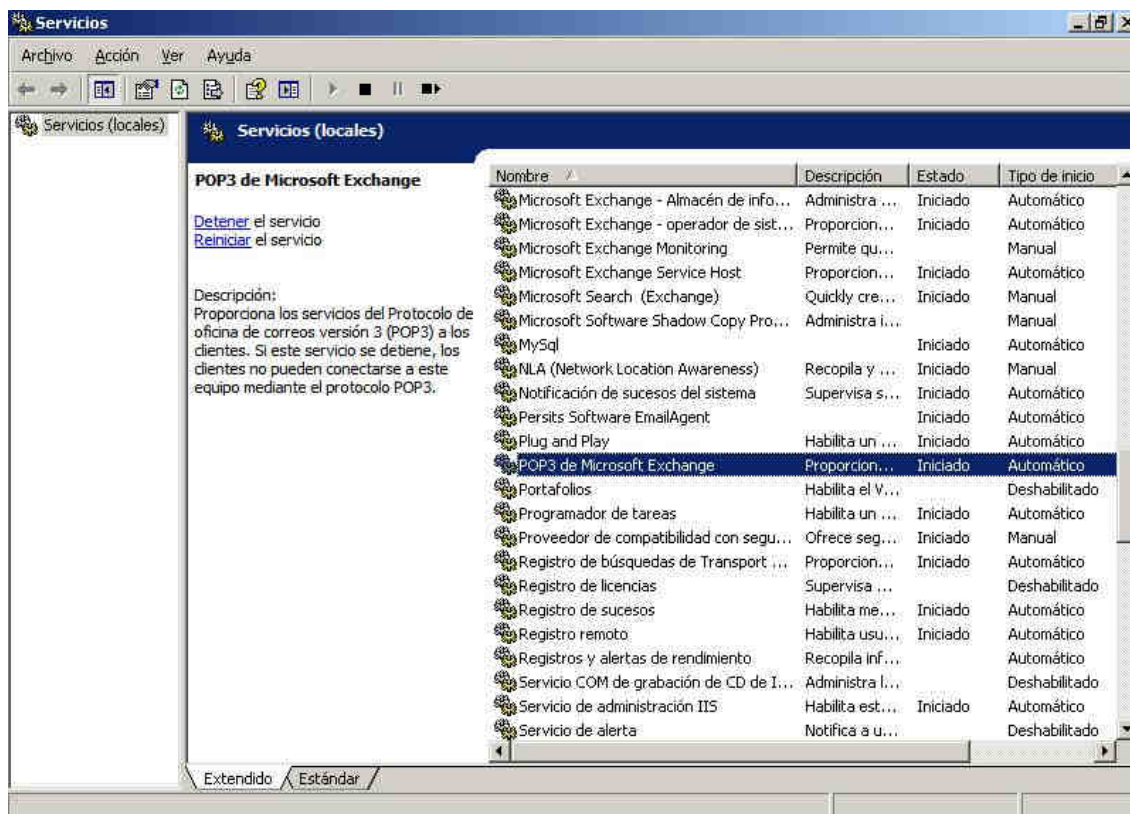 Servicios
Archivo Acción Ver Ayuda
Servicios (locales)
Servicios (locales)
POP3 de Microsoft Exchange
Detener el servicio
Reiniciar el servicio
Descripción:
Proporciona los servicios del Protocolo de
oficina de correos versión 3 (POP3) a los
clientes. Si este servicio se detiene, los
clientes no pueden conectarse a este
equipo mediante el protocolo POP3.
Nombre Descripción Estado Tipo de inicio
Microsoft Exchange - Almacén de info... Administra ... Iniciado Automático
Microsoft Exchange - operador de sist... Proporcion... Iniciado Automático
Microsoft Exchange Monitoring Permite qu... Manual
Microsoft Exchange Service Host Proporcion... Iniciado Automático
Microsoft Search (Exchange) Quickly cre... Iniciado Manual
Microsoft Software Shadow Copy Pro... Administra i... Manual
MySql Iniciado Automático
NLA (Network Location Awareness) Recopila y ... Iniciado Manual
Notificación de sucesos del sistema Supervisa s... Iniciado Automático
Persits Software EmailAgent Iniciado Automático
Plug and Play Habilita un ... Iniciado Automático
POP3 de Microsoft Exchange Proporcion... Iniciado Automático
Portafolios Habilita el V... Deshabilitado
Programador de tareas Habilita un ... Iniciado Automático
Proveedor de compatibilidad con segu... Ofrece seg... Iniciado Manual
Registro de búsquedas de Transport ... Proporcion... Iniciado Automático
Registro de licencias Supervisa ... Deshabilitado
Registro de sucesos Habilita me... Iniciado Automático
Registro remoto Habilita usu... Iniciado Automático
Registros y alertas de rendimiento Recopila inf... Automático
Servicio COM de grabación de CD de I... Administra l... Deshabilitado
Servicio de administración IIS Habilita est... Iniciado Automático
Servicio de alerta Notifica a u... Deshabilitado
Extendido Estándar